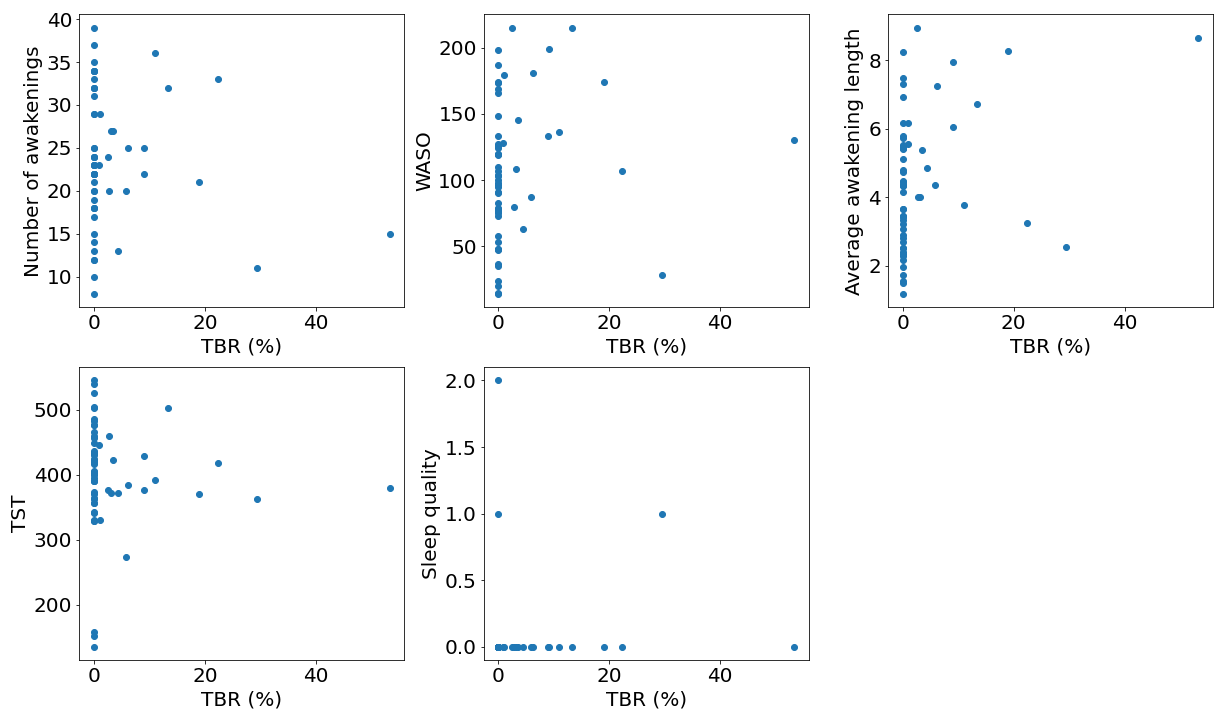 Number of awakenings
40
35
30
25
20
15
10
0 20 40
TBR (%)
WASO
200
150
100
50
0 20 40
TBR (%)
Average awakening length
8
6
4
2
0 20 40
TBR (%)
TST
500
400
300
200
0 20 40
TBR (%)
Sleep quality
2.0
1.5
1.0
0.5
0.0
0 20 40
TBR (%)